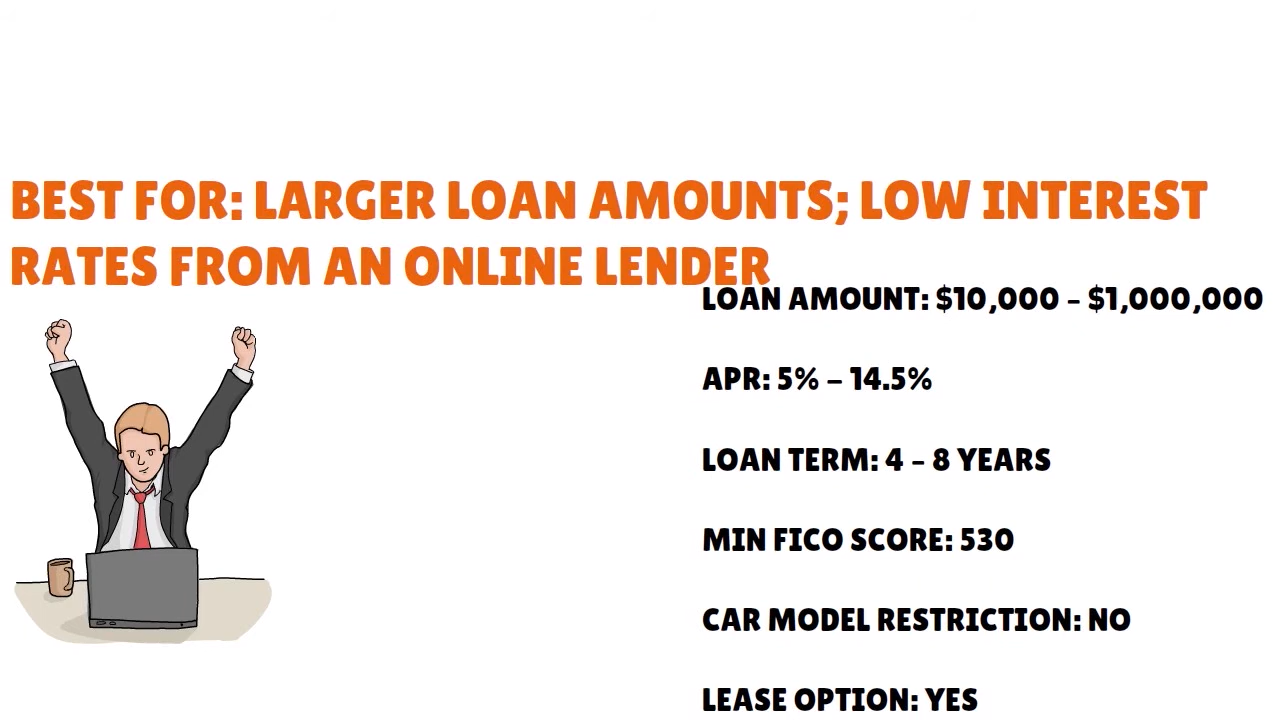 BEST FOR: LARGER LOAN AMOUNTS; LOW INTEREST
RATES FROM AN ONLINE LENDER
LOAN AMOUNT: $10,000 – $1,000,000
APR: 5% – 14.5%
LOAN TERM: 4 – 8 YEARS
MIN FICO SCORE: 530
CAR MODEL RESTRICTION: NO
LEASE OPTION: YES